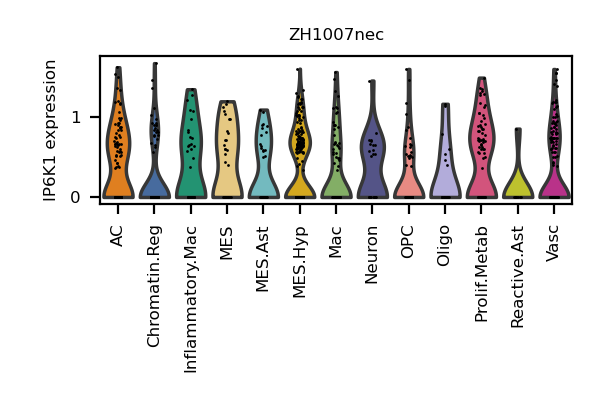 ZH1007nec
IP6K1 expression
1
0
AC
Chromatin.Reg
Inflammatory.Mac
MES
MES.Ast
MES.Hyp
Mac
Neuron
OPC
Oligo
Prolif.Metab
Reactive.Ast
Vasc